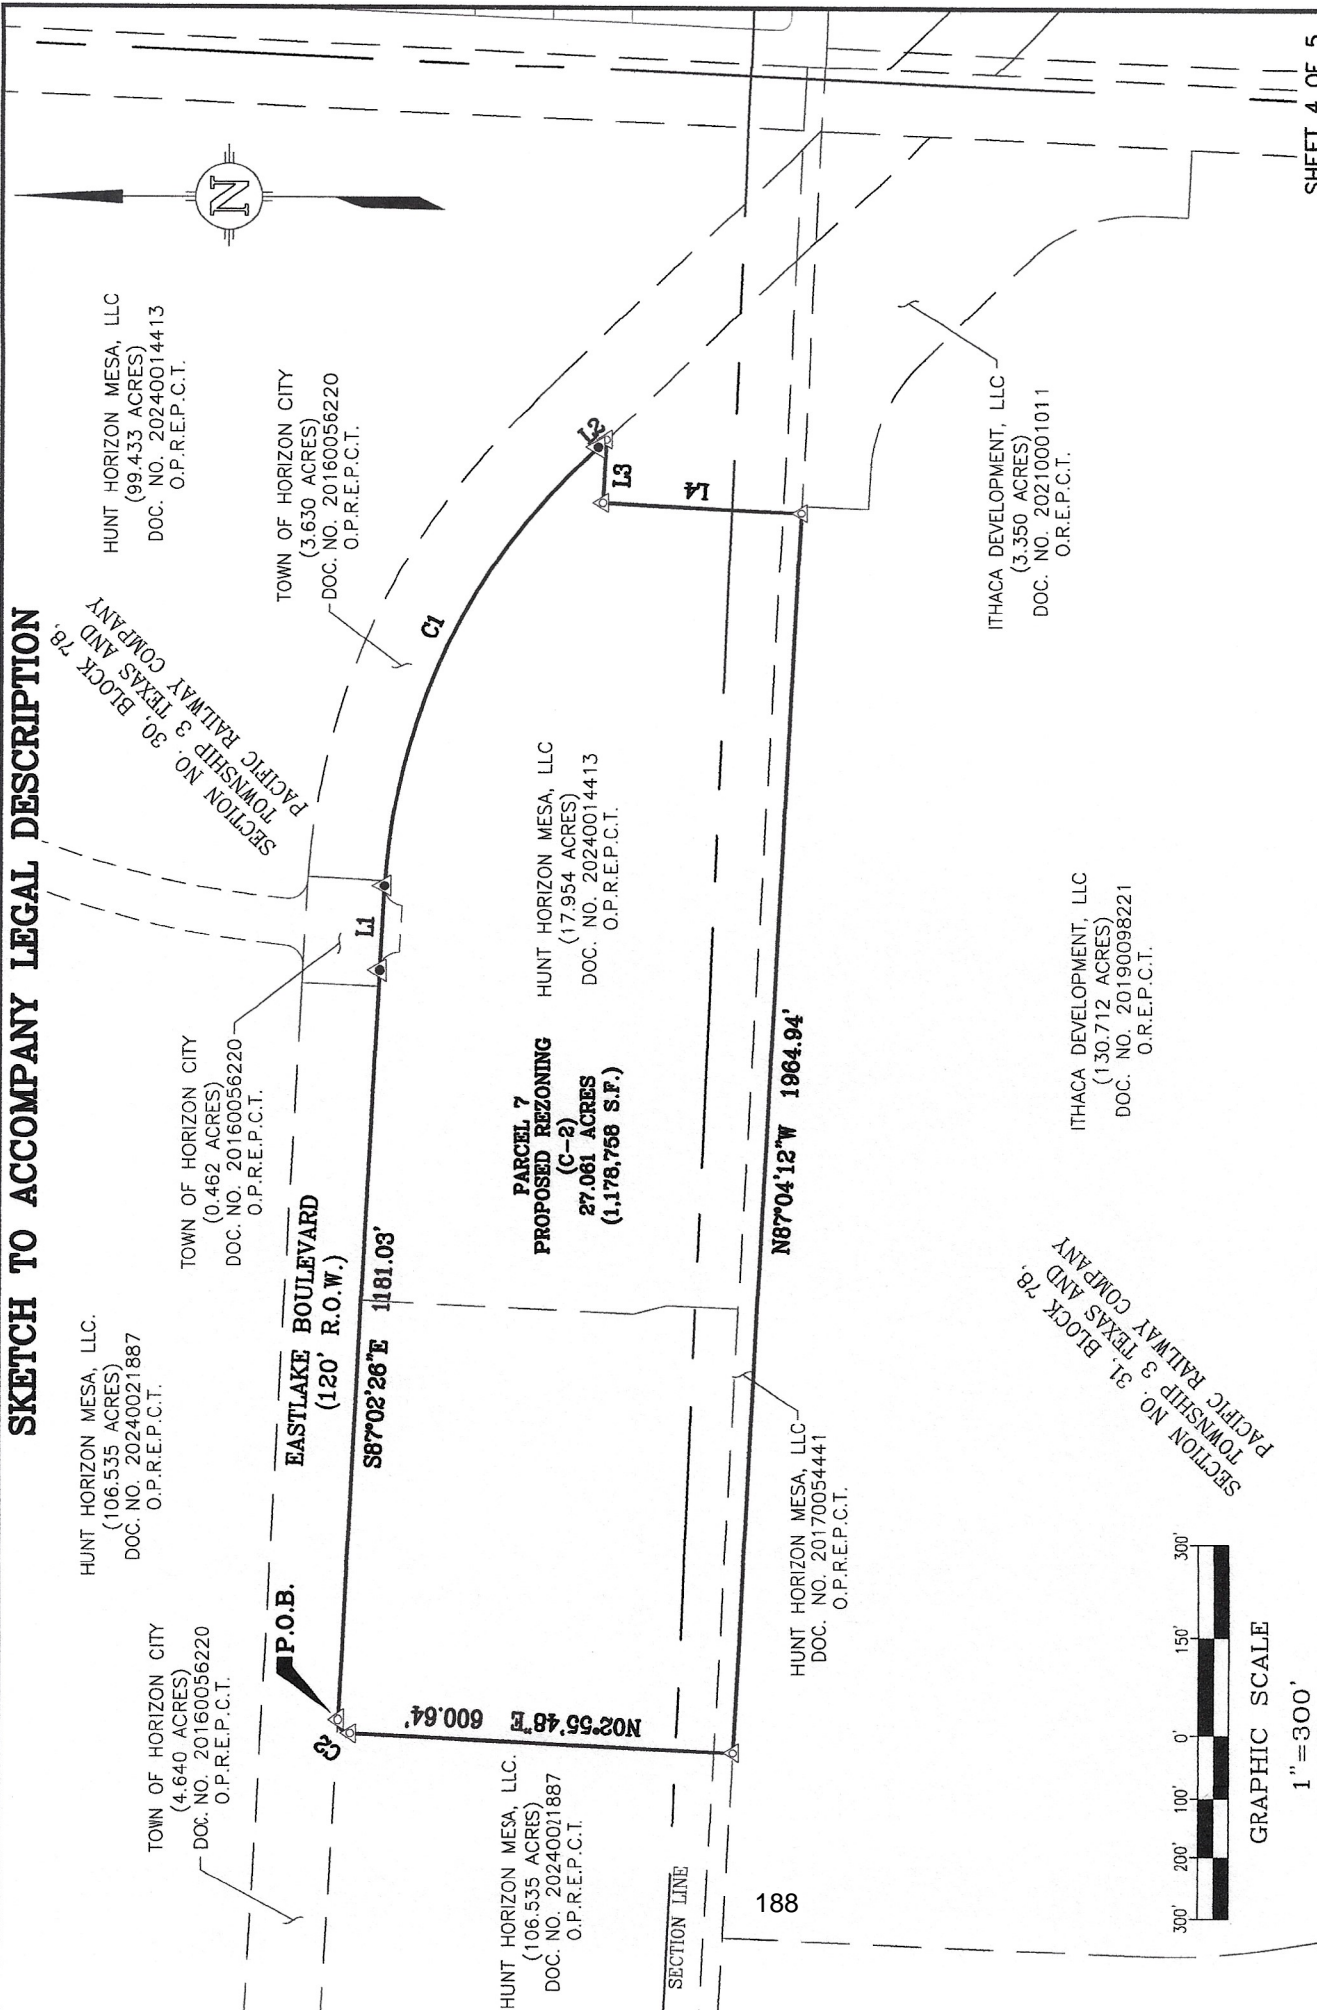 SKETCH TO ACCOMPANY LEGAL DESCRIPTION
TOWN OF HORIZON CITY
(4.640 ACRES)
DOC. NO. 20160056220
O.P.R.E.P.C.T.
HUNT HORIZON MESA, LLC.
(106.535 ACRES)
DOC. NO. 20240021887
O.P.R.E.P.C.T.
TOWN OF HORIZON CITY
(0.462 ACRES)
DOC. NO. 20160056220
O.P.R.E.P.C.T.
SECTION NO. 30, BLOCK 78,
TOWNSHIP 3 TEXAS AND
PACIFIC RAILWAY COMPANY
HUNT HORIZON MESA, LLC
(99.433 ACRES)
DOC. NO. 20240014413
O.P.R.E.P.C.T.
TOWN OF HORIZON CITY
(3.630 ACRES)
DOC. NO. 20160056220
O.P.R.E.P.C.T.
N
P.O.B.
EASTLAKE BOULEVARD
(120' R.O.W.)
S87°02'26"E 1181.03'
L1
C1
L2
L3
L4
C2
N02°55'48"E 600.64'
PARCEL 7
PROPOSED REZONING
(C-2)
27.061 ACRES
(1,178,758 S.F.)
HUNT HORIZON MESA, LLC
(17.954 ACRES)
DOC. NO. 20240014413
O.P.R.E.P.C.T.
HUNT HORIZON MESA, LLC.
(106.535 ACRES)
DOC. NO. 20240021887
O.P.R.E.P.C.T.
SECTION LINE
N87°04'12"W 1964.94'
188
HUNT HORIZON MESA, LLC
DOC. NO. 20170054441
O.P.R.E.P.C.T.
ITHACA DEVELOPMENT, LLC
(3.350 ACRES)
DOC. NO. 20210001011
O.R.E.P.C.T.
ITHACA DEVELOPMENT, LLC
(130.712 ACRES)
DOC. NO. 20190098221
O.R.E.P.C.T.
SECTION NO. 31, BLOCK 78,
TOWNSHIP 3 TEXAS AND
PACIFIC RAILWAY COMPANY
300' 200' 100' 0' 150' 300'
GRAPHIC SCALE
1"=300'
SHEET 4 OF 5